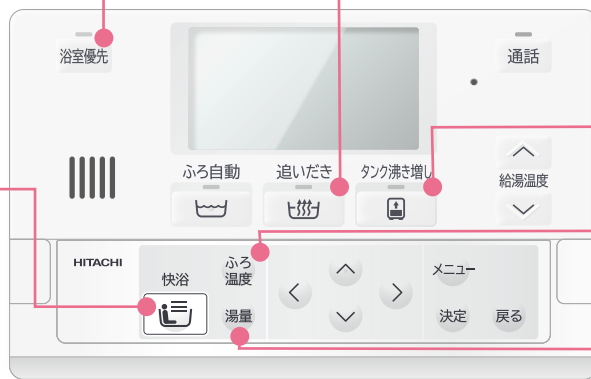 浴室優先
通話
ふろ自動
追いだき
タンク沸き増し
給湯温度
HITACHI
快浴
ふろ
温度
湯量
メニュー
決定
戻る